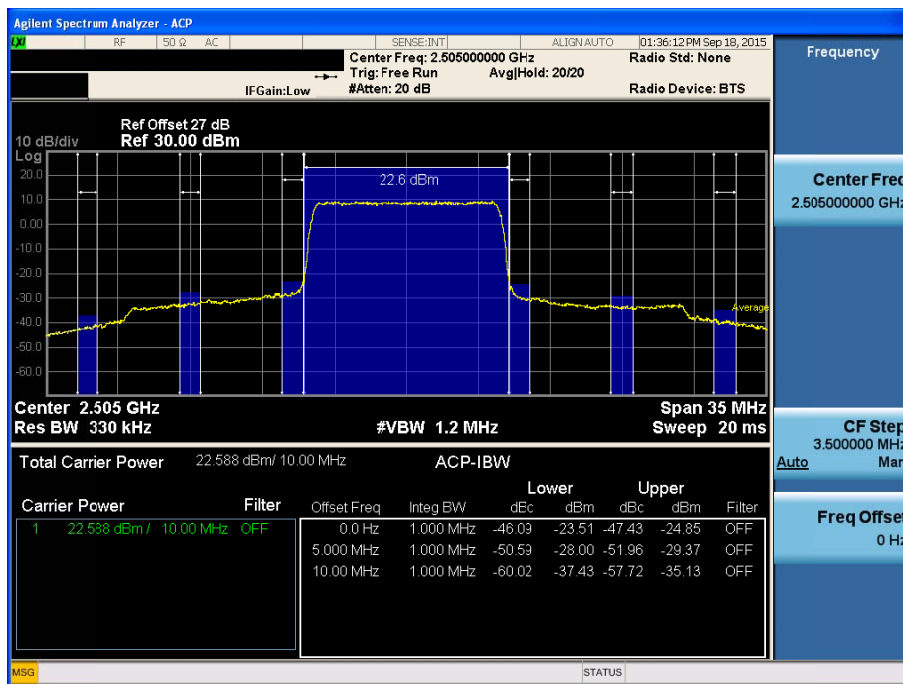 Agilent Spectrum Analyzer - ACP
LXI RF 50 Ω AC SENSE:INT ALIGN AUTO 01:36:12 PM Sep 18, 2015
Center Freq: 2.505000000 GHz Radio Std: None
Trig: Free Run Avg|Hold: 20/20
IFGain:Low #Atten: 20 dB Radio Device: BTS
Frequency
Ref Offset 27 dB
10 dB/div Ref 30.00 dBm
Log
20.0
10.0
0.00
-10.0
-20.0
-30.0
-40.0
-50.0
-60.0
22.6 dBm
Average
Center 2.505 GHz Span 35 MHz
Res BW 330 kHz #VBW 1.2 MHz Sweep 20 ms
Center Freq
2.505000000 GHz
CF Step
3.500000 MHz
Auto Man
Freq Offset
0 Hz
Total Carrier Power 22.588 dBm/ 10.00 MHz ACP-IBW
Lower Upper
Carrier Power Filter Offset Freq Integ BW dBc dBm dBc dBm Filter
1 22.588 dBm / 10.00 MHz OFF 0.0 Hz 1.000 MHz -46.09 -23.51 -47.43 -24.85 OFF
5.000 MHz 1.000 MHz -50.59 -28.00 -51.96 -29.37 OFF
10.00 MHz 1.000 MHz -60.02 -37.43 -57.72 -35.13 OFF
MSG STATUS